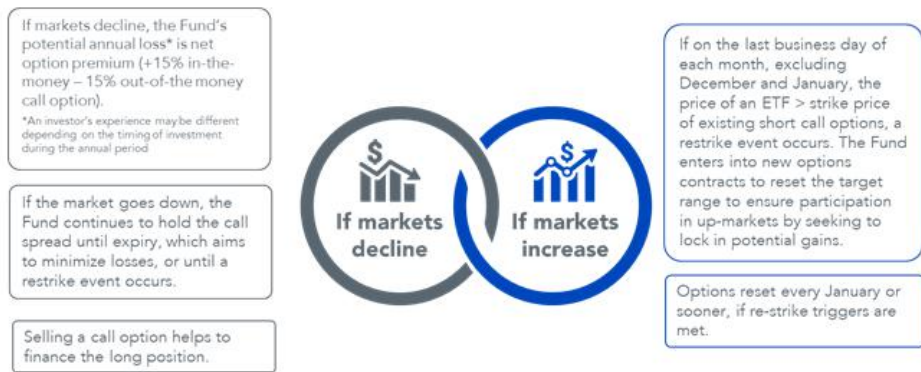 If markets decline, the Fund's
potential annual loss* is net
option premium (+15% in-the-
money – 15% out-of-the money
call option).
*An investor's experience may be different
depending on the timing of investment
during the annual period
If the market goes down, the
Fund continues to hold the call
spread until expiry, which aims
to minimize losses, or until a
restrike event occurs.
Selling a call option helps to
finance the long position.
$
If markets
decline
$
If markets
increase
If on the last business day of
each month, excluding
December and January, the
price of an ETF > strike price
of existing short call options, a
restrike event occurs. The Fund
enters into new options
contracts to reset the target
range to ensure participation
in up-markets by seeking to
lock in potential gains.
Options reset every January or
sooner, if re-strike triggers are
met.